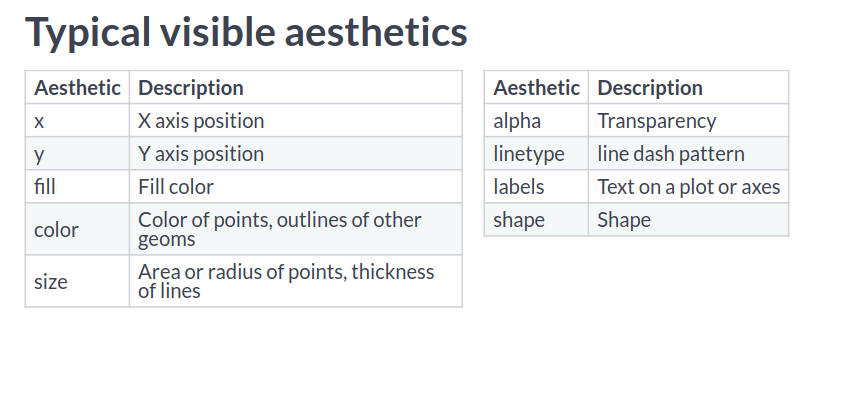 Typical visible aesthetics
Aesthetic Description
x X axis position
y Y axis position
fill Fill color
color Color of points, outlines of other
geoms
size Area or radius of points, thickness
of lines
Aesthetic Description
alpha Transparency
linetype line dash pattern
labels Text on a plot or axes
shape Shape